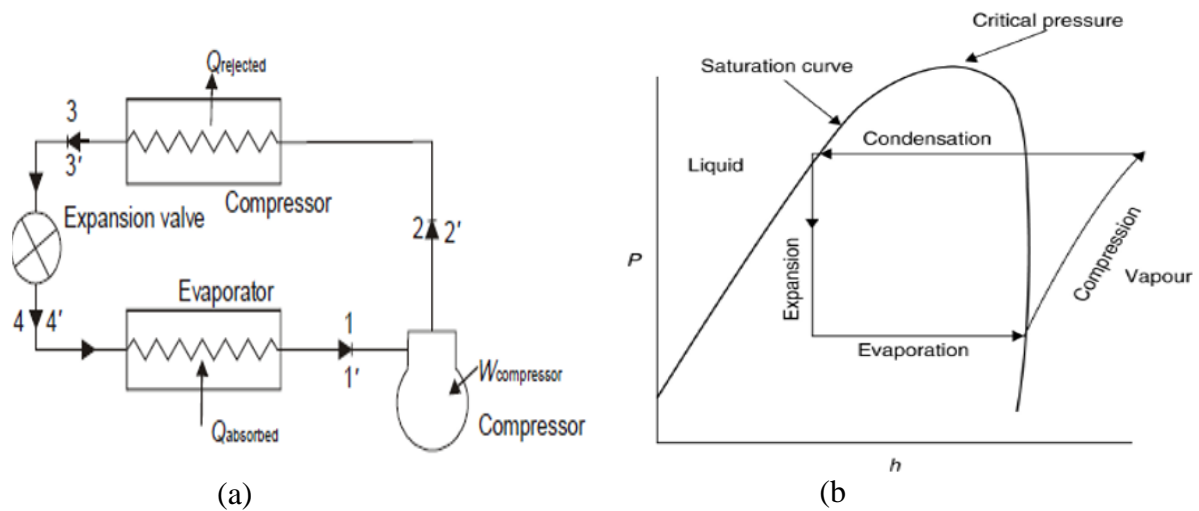 Qrejected
3
3′
Compressor
Expansion valve
2 2′
4 4′
Evaporator
1
1′
Wcompressor
Qabsorbed
Compressor
(a)
Critical pressure
Saturation curve
Condensation
Liquid
P
Expansion
Compression
Vapour
Evaporation
h
(b